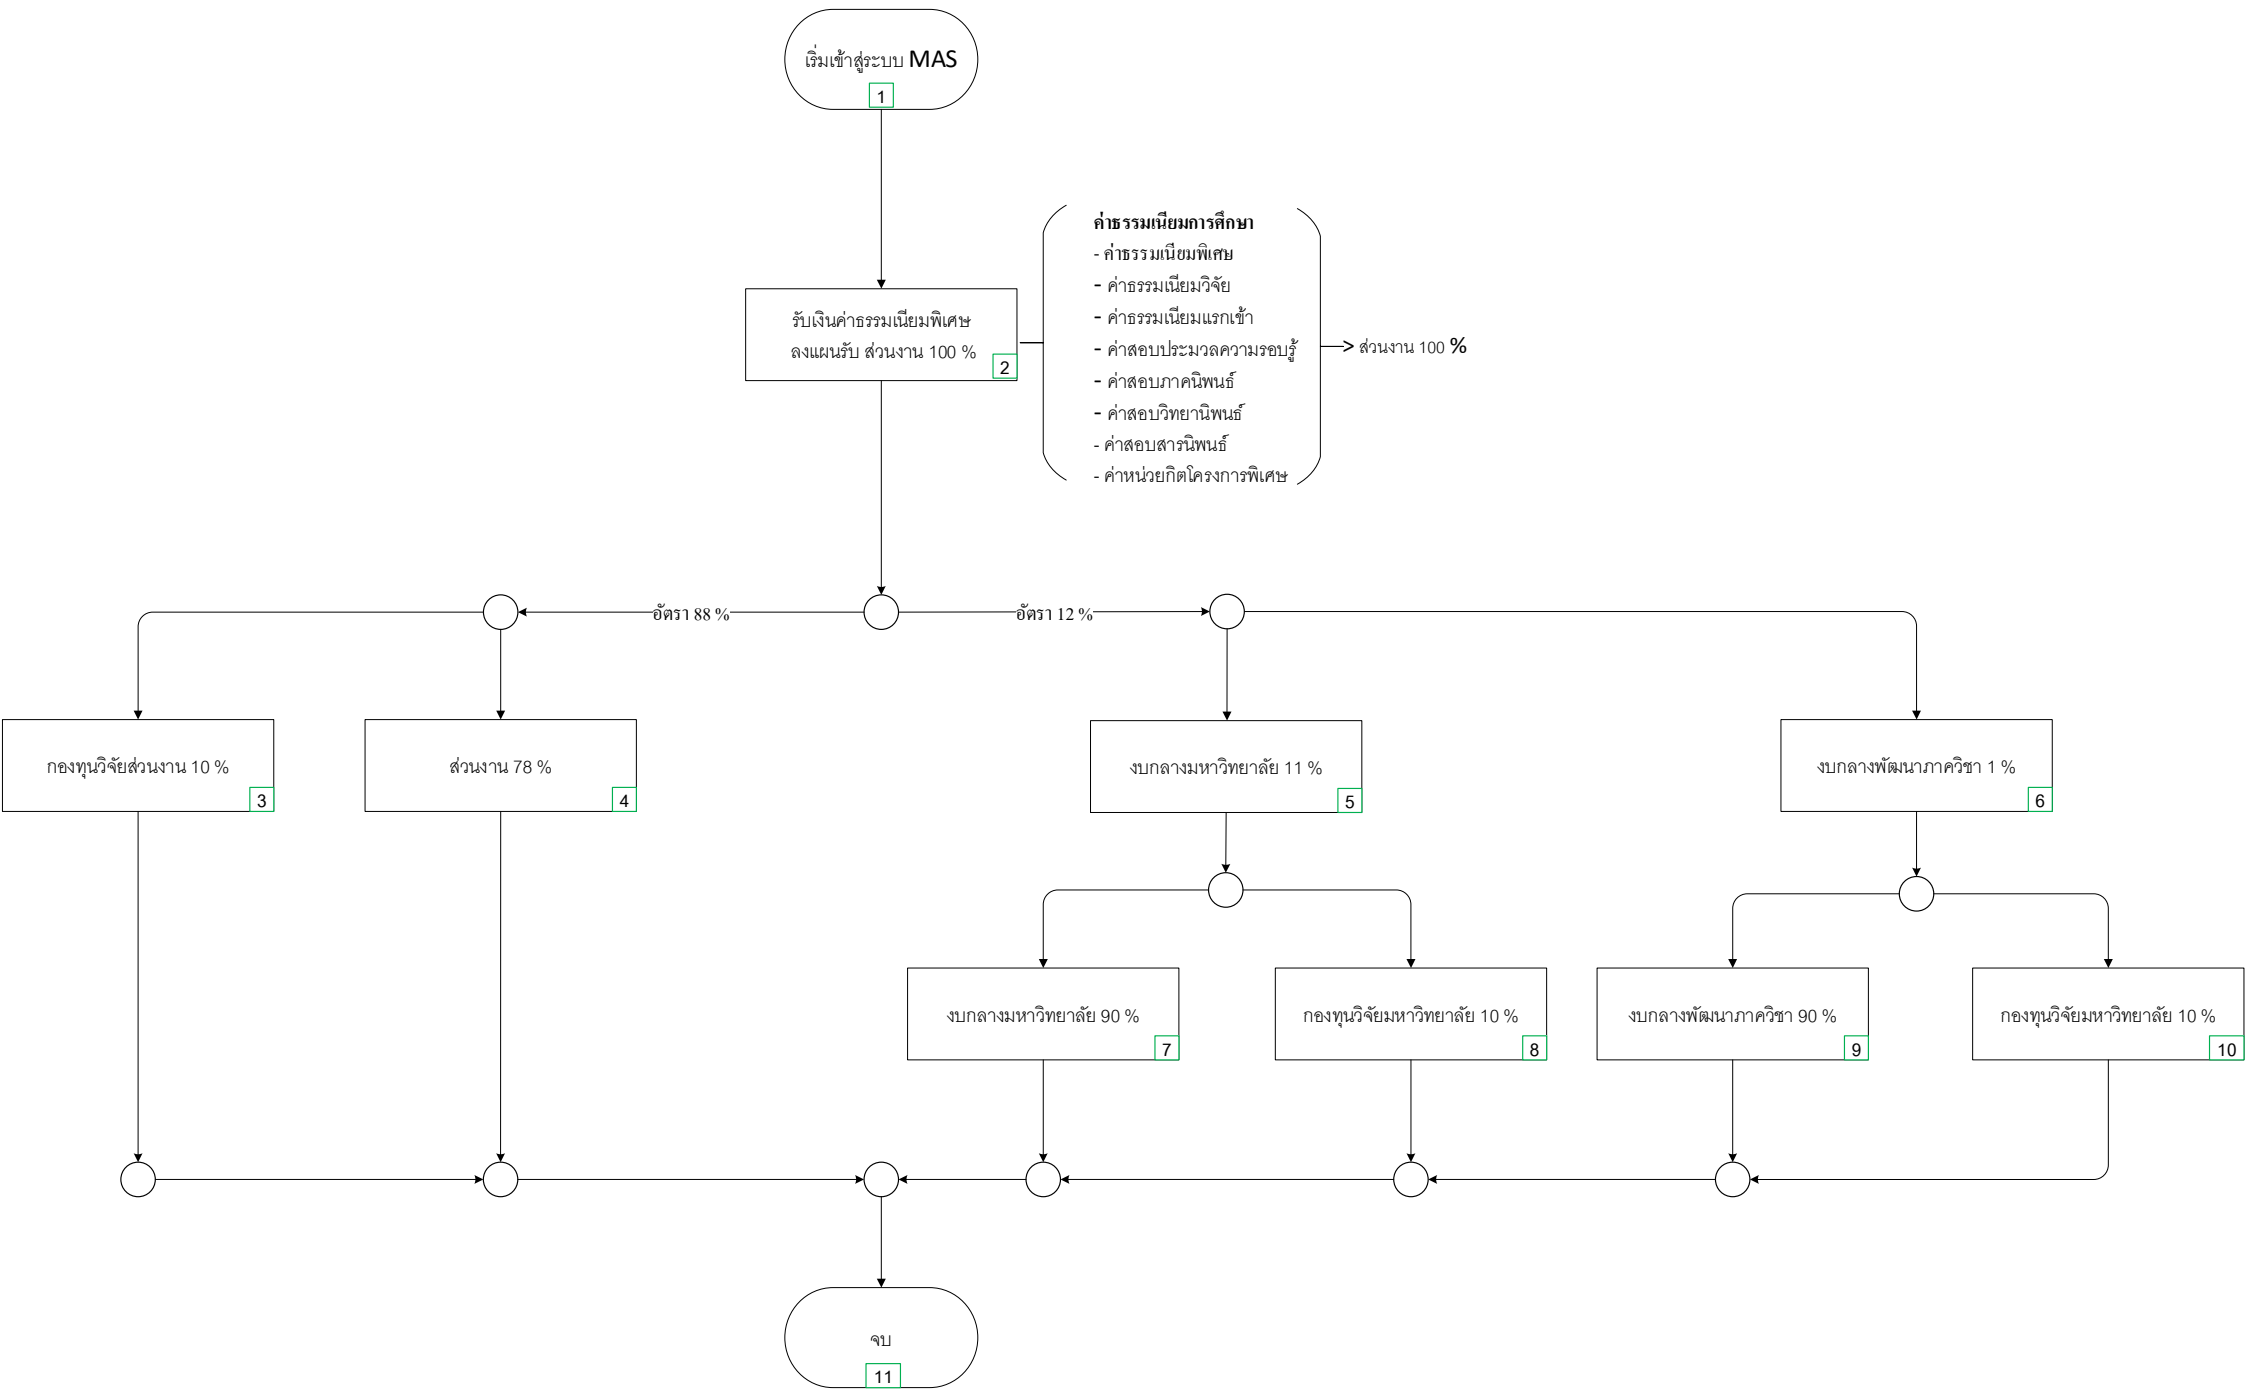 เริ่มเข้าสู่ระบบ MAS
1
รับเงินค่าธรรมเนียมพิเศษ
ลงแผนรับ ส่วนงาน 100 %
2
ค่าธรรมเนียมการศึกษา
- ค่าธรรมเนียมพิเศษ
- ค่าธรรมเนียมวิจัย
- ค่าธรรมเนียมแรกเข้า
- ค่าสอบประมวลความรอบรู้
- ค่าสอบภาคนิพนธ์
- ค่าสอบวิทยานิพนธ์
- ค่าสอบสารนิพนธ์
- ค่าหน่วยกิตโครงการพิเศษ
> ส่วนงาน 100 %
อัตรา 88 %
อัตรา 12 %
กองทุนวิจัยส่วนงาน 10 %
3
ส่วนงาน 78 %
4
งบกลางมหาวิทยาลัย 11 %
5
งบกลางพัฒนาภาควิชา 1 %
6
งบกลางมหาวิทยาลัย 90 %
7
กองทุนวิจัยมหาวิทยาลัย 10 %
8
งบกลางพัฒนาภาควิชา 90 %
9
กองทุนวิจัยมหาวิทยาลัย 10 %
10
จบ
11